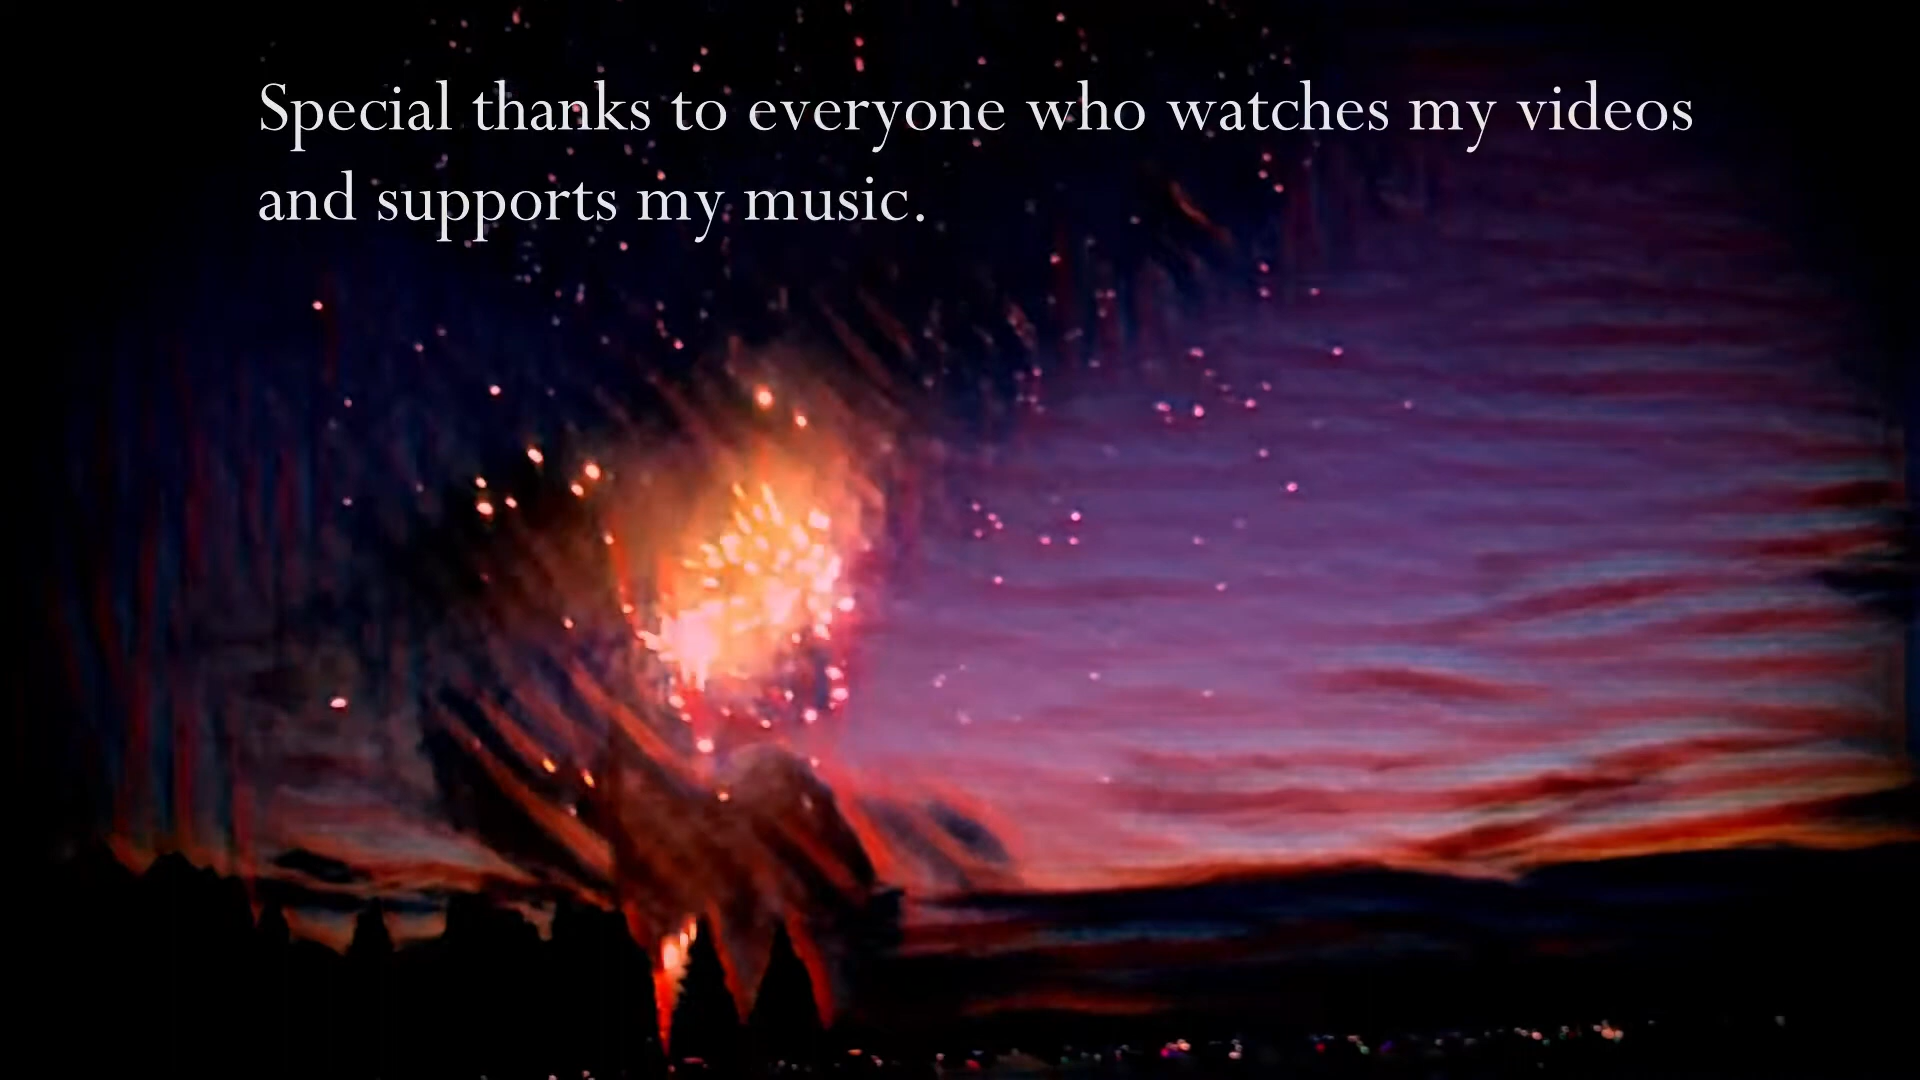 Special thanks to everyone who watches my videos
and supports my music.